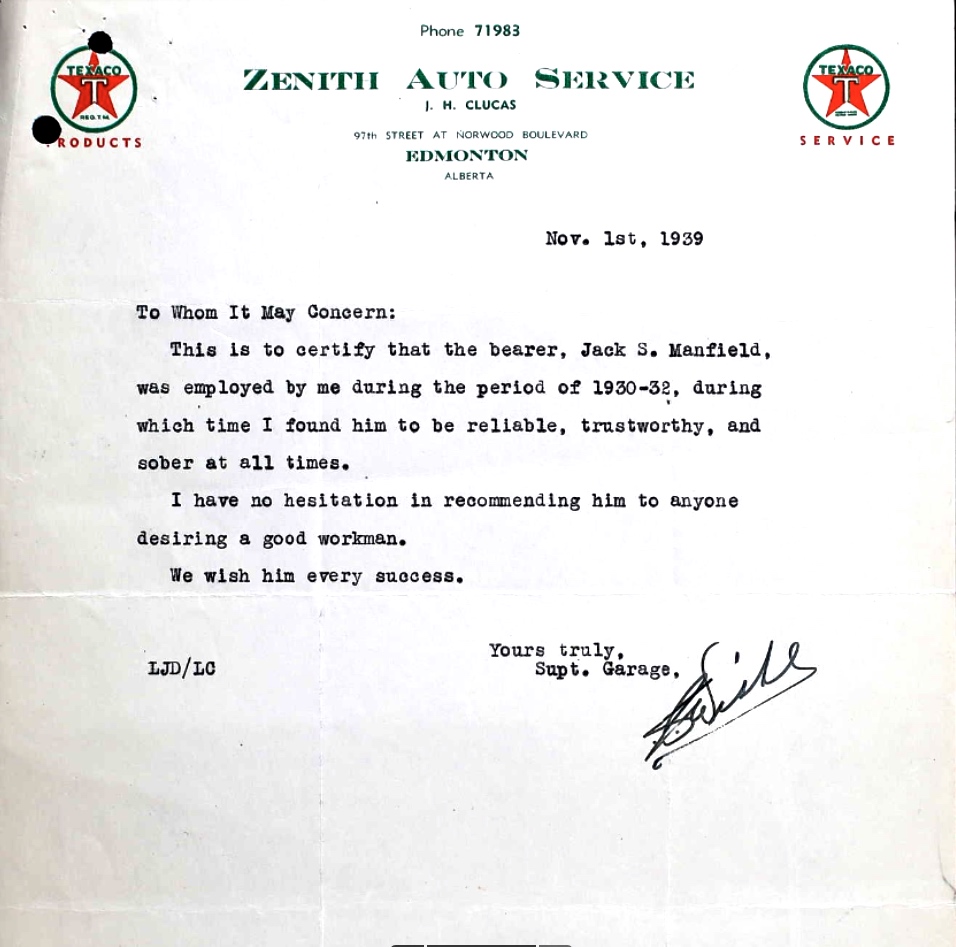 Phone 71983
TEXACO
T
REG. T.M.
PRODUCTS
ZENITH AUTO SERVICE
J. H. CLUCAS
97th STREET AT NORWOOD BOULEVARD
EDMONTON
ALBERTA
TEXACO
T
SERVICE
Nov. 1st, 1939
To Whom It May Concern:
This is to certify that the bearer, Jack S. Manfield,
was employed by me during the period of 1930-32, during
which time I found him to be reliable, trustworthy, and
sober at all times.
I have no hesitation in recommending him to anyone
desiring a good workman.
We wish him every success.
Yours truly,
LJD/LC
Supt. Garage,